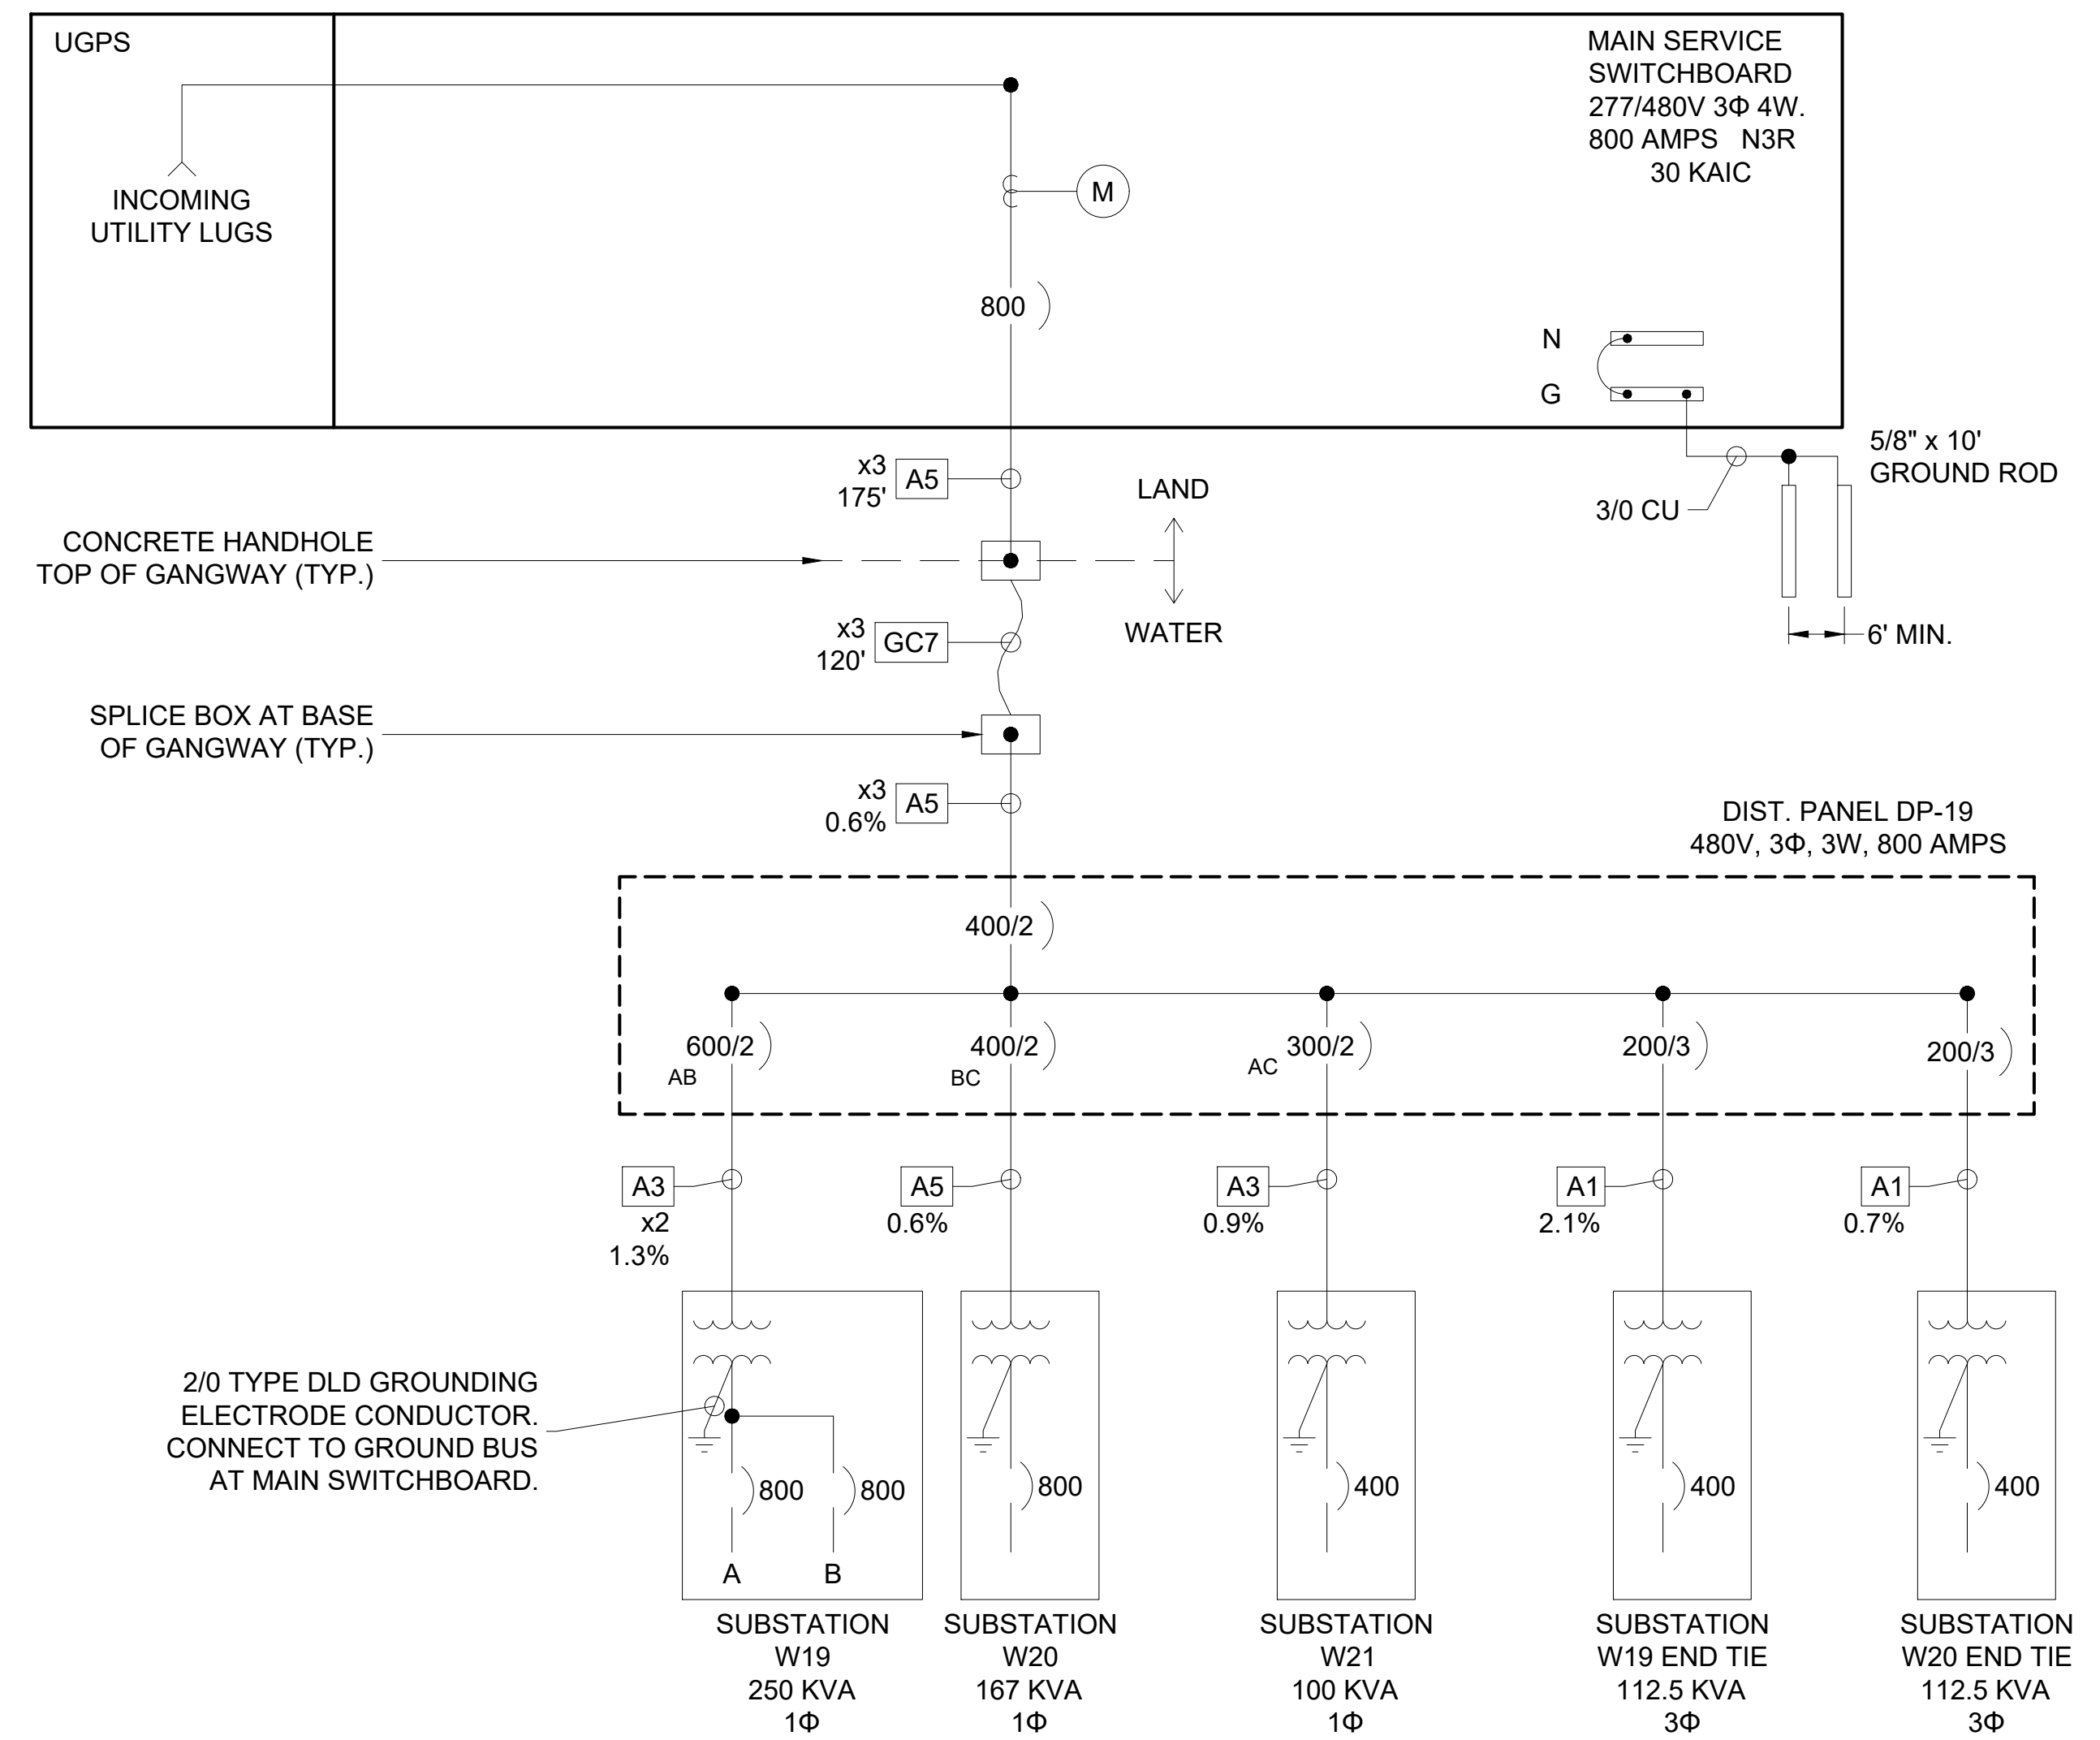 UGPS
INCOMING
UTILITY LUGS
M
800
MAIN SERVICE
SWITCHBOARD
277/480V 3Φ 4W.
800 AMPS N3R
30 KAIC
N
G
5/8" x 10'
GROUND ROD
3/0 CU
6' MIN.
x3
175'
A5
LAND
WATER
CONCRETE HANDHOLE
TOP OF GANGWAY (TYP.)
x3
120'
GC7
SPLICE BOX AT BASE
OF GANGWAY (TYP.)
x3
0.6%
A5
DIST. PANEL DP-19
480V, 3Φ, 3W, 800 AMPS
400/2
600/2
AB
400/2
BC
300/2
AC
200/3
200/3
A3
x2
1.3%
A5
0.6%
A3
0.9%
A1
2.1%
A1
0.7%
2/0 TYPE DLD GROUNDING
ELECTRODE CONDUCTOR.
CONNECT TO GROUND BUS
AT MAIN SWITCHBOARD.
800
800
A
B
800
400
400
400
SUBSTATION
W19
250 KVA
1Φ
SUBSTATION
W20
167 KVA
1Φ
SUBSTATION
W21
100 KVA
1Φ
SUBSTATION
W19 END TIE
112.5 KVA
3Φ
SUBSTATION
W20 END TIE
112.5 KVA
3Φ